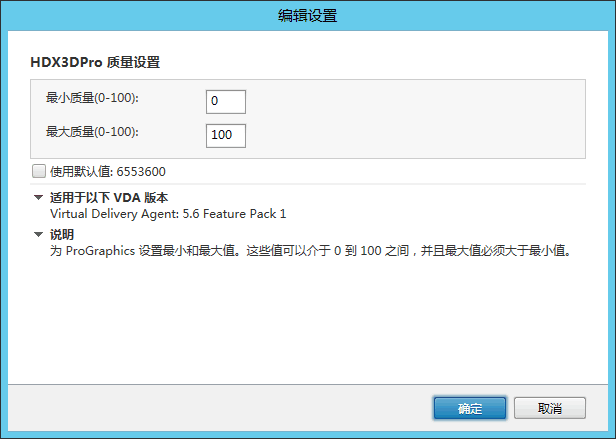 编辑设置
HDX3DPro 质量设置
最小质量(0-100):
0
最大质量(0-100):
100
使用默认值: 6553600
适用于以下 VDA 版本
Virtual Delivery Agent: 5.6 Feature Pack 1
说明
为 ProGraphics 设置最小和最大值。这些值可以介于 0 到 100 之间，并且最大值必须大于最小值。
确定
取消